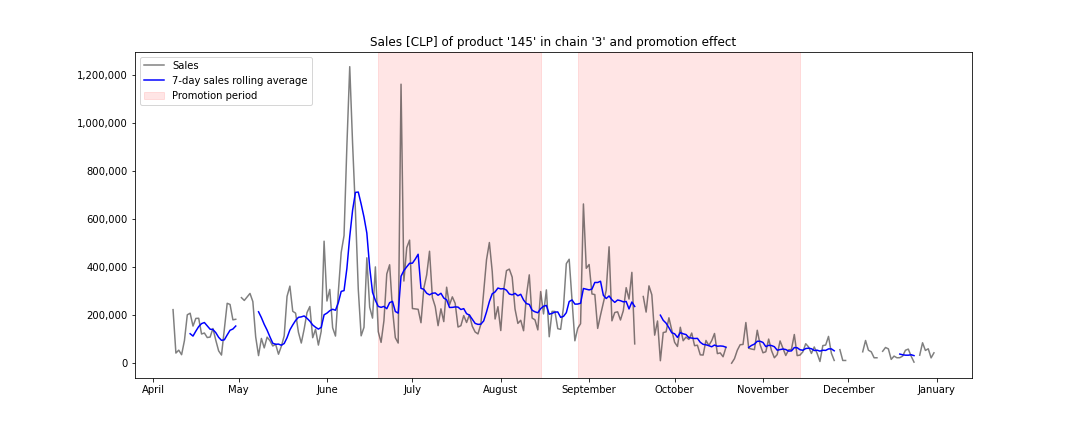 Sales [CLP] of product '145' in chain '3' and promotion effect
Sales
7-day sales rolling average
Promotion period
1,200,000
1,000,000
800,000
600,000
400,000
200,000
0
April May June July August September October November December January